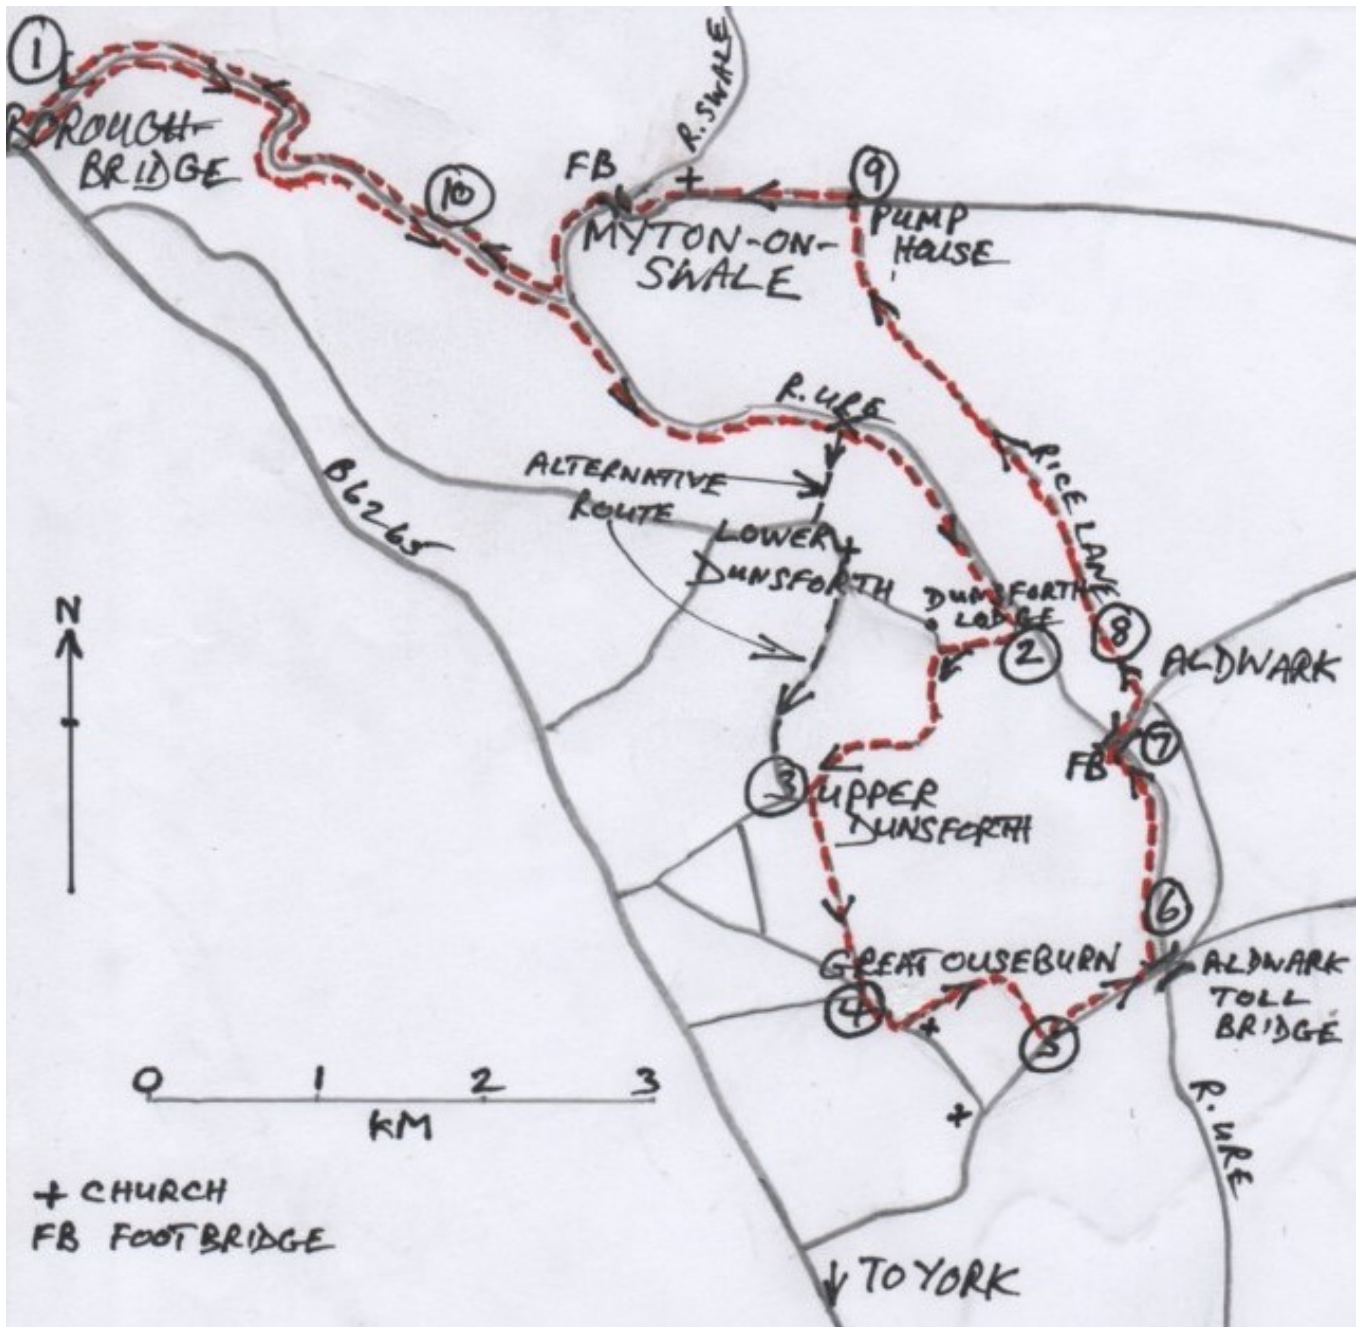 1
BOROUGH-
BRIDGE
10
FB
R. SWALE
9
PUMP
HOUSE
MYTON-ON-
SWALE
R. URE
LANE
ALTERNATIVE
ROUTE
B6265
LOWER
DUNSFORTH
DUNSFORTH
LODGE
2
8
ALDWARK
7
FB
N
3
UPPER
DUNSFORTH
6
GREAT OUSEBURN
4
5
ALDWARK
TOLL
BRIDGE
R. URE
0 1 2 3
KM
+ CHURCH
FB FOOTBRIDGE
TO YORK